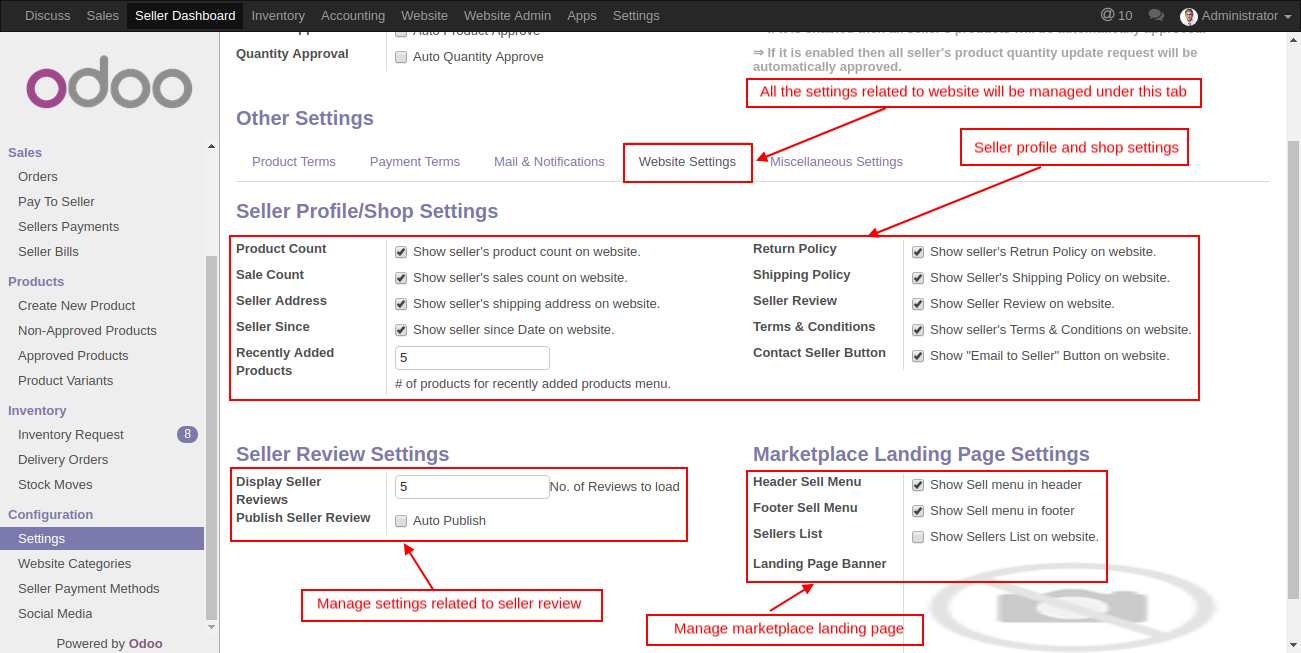 Discuss Sales Seller Dashboard Inventory Accounting Website Website Admin Apps Settings @ 10 Administrator
odoo
Sales
Orders
Pay To Seller
Sellers Payments
Seller Bills
Products
Create New Product
Non-Approved Products
Approved Products
Product Variants
Inventory
Inventory Request 8
Delivery Orders
Stock Moves
Configuration
Settings
Website Categories
Seller Payment Methods
Social Media
Powered by Odoo
Auto Product Approve
Quantity Approval
Auto Quantity Approve
⇒ If it is enabled then all seller's product quantity update request will be
automatically approved.
All the settings related to website will be managed under this tab
Other Settings
Seller profile and shop settings
Product Terms Payment Terms Mail & Notifications Website Settings Miscellaneous Settings
Seller Profile/Shop Settings
Product Count Show seller's product count on website.
Sale Count Show seller's sales count on website.
Seller Address Show seller's shipping address on website.
Seller Since Show seller since Date on website.
Recently Added
Products
5
# of products for recently added products menu.
Return Policy Show seller's Retrun Policy on website.
Shipping Policy Show Seller's Shipping Policy on website.
Seller Review Show Seller Review on website.
Terms & Conditions Show seller's Terms & Conditions on website.
Contact Seller Button Show "Email to Seller" Button on website.
Seller Review Settings
Display Seller
Reviews
5 No. of Reviews to load
Publish Seller Review Auto Publish
Manage settings related to seller review
Marketplace Landing Page Settings
Header Sell Menu Show Sell menu in header
Footer Sell Menu Show Sell menu in footer
Sellers List Show Sellers List on website.
Landing Page Banner
Manage marketplace landing page